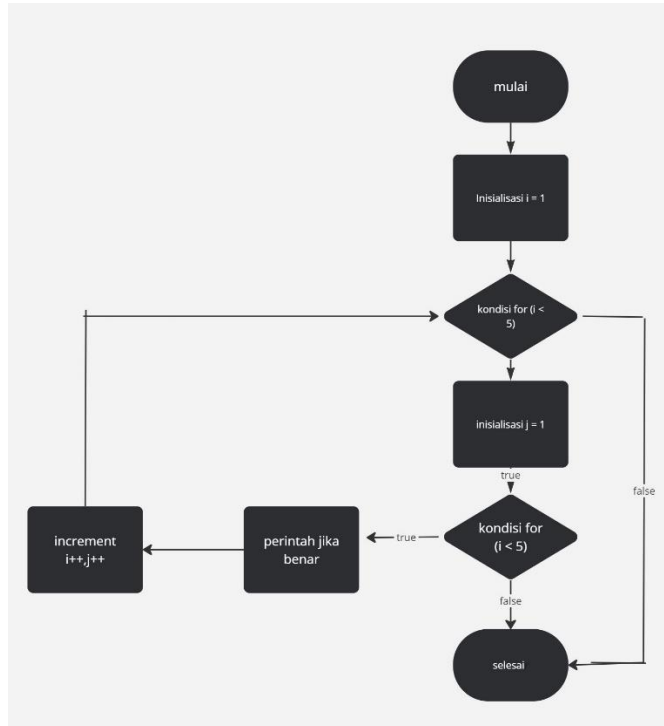 mulai
Inisialisasi i = 1
kondisi for (i <
5)
inisialisasi j = 1
true
false
kondisi for
(i < 5)
true
perintah jika
benar
increment
i++,j++
false
selesai